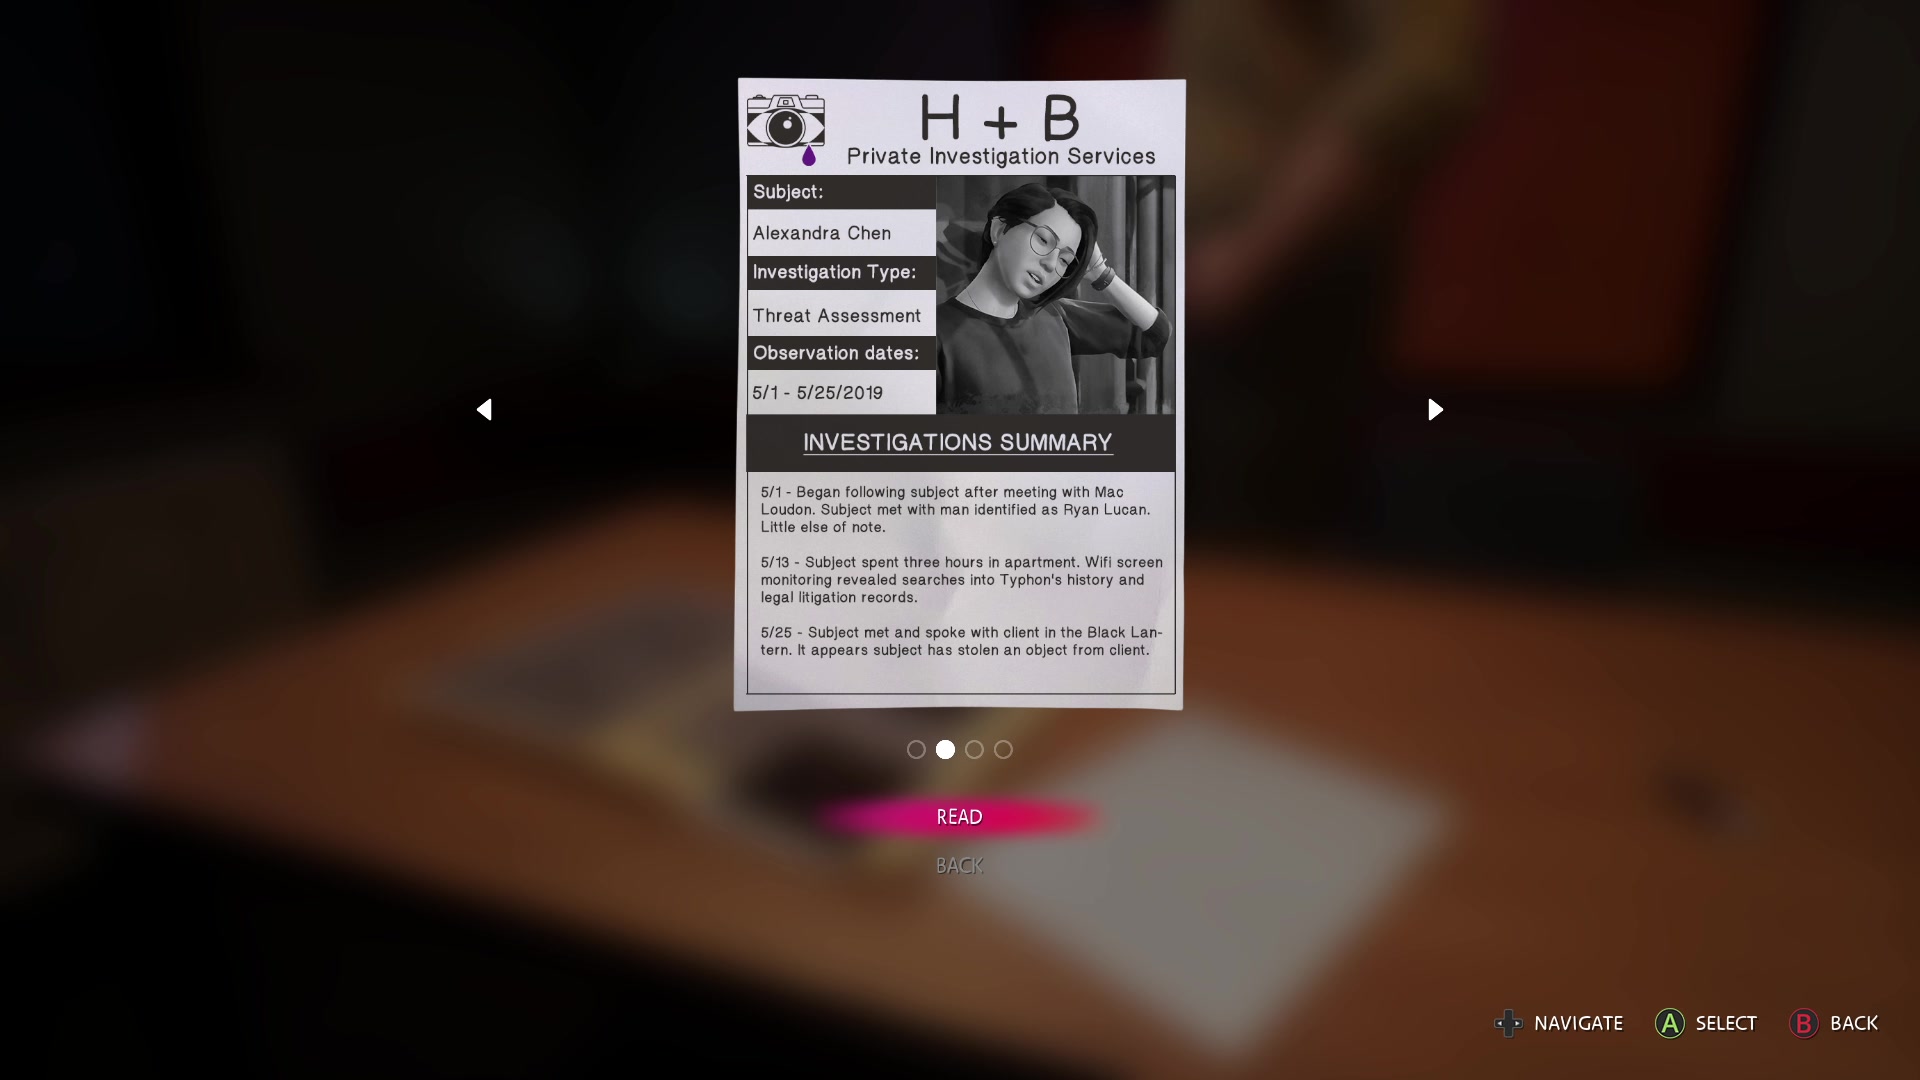 H + B
Private Investigation Services
Subject:
Alexandra Chen
Investigation Type:
Threat Assessment
Observation dates:
5/1 - 5/25/2019
INVESTIGATIONS SUMMARY
5/1 - Began following subject after meeting with Mac
Loudon. Subject met with man identified as Ryan Lucan.
Little else of note.
5/13 - Subject spent three hours in apartment. Wifi screen
monitoring revealed searches into Typhon's history and
legal litigation records.
5/25 - Subject met and spoke with client in the Black Lan-
tern. It appears subject has stolen an object from client.
READ
BACK
NAVIGATE A SELECT B BACK